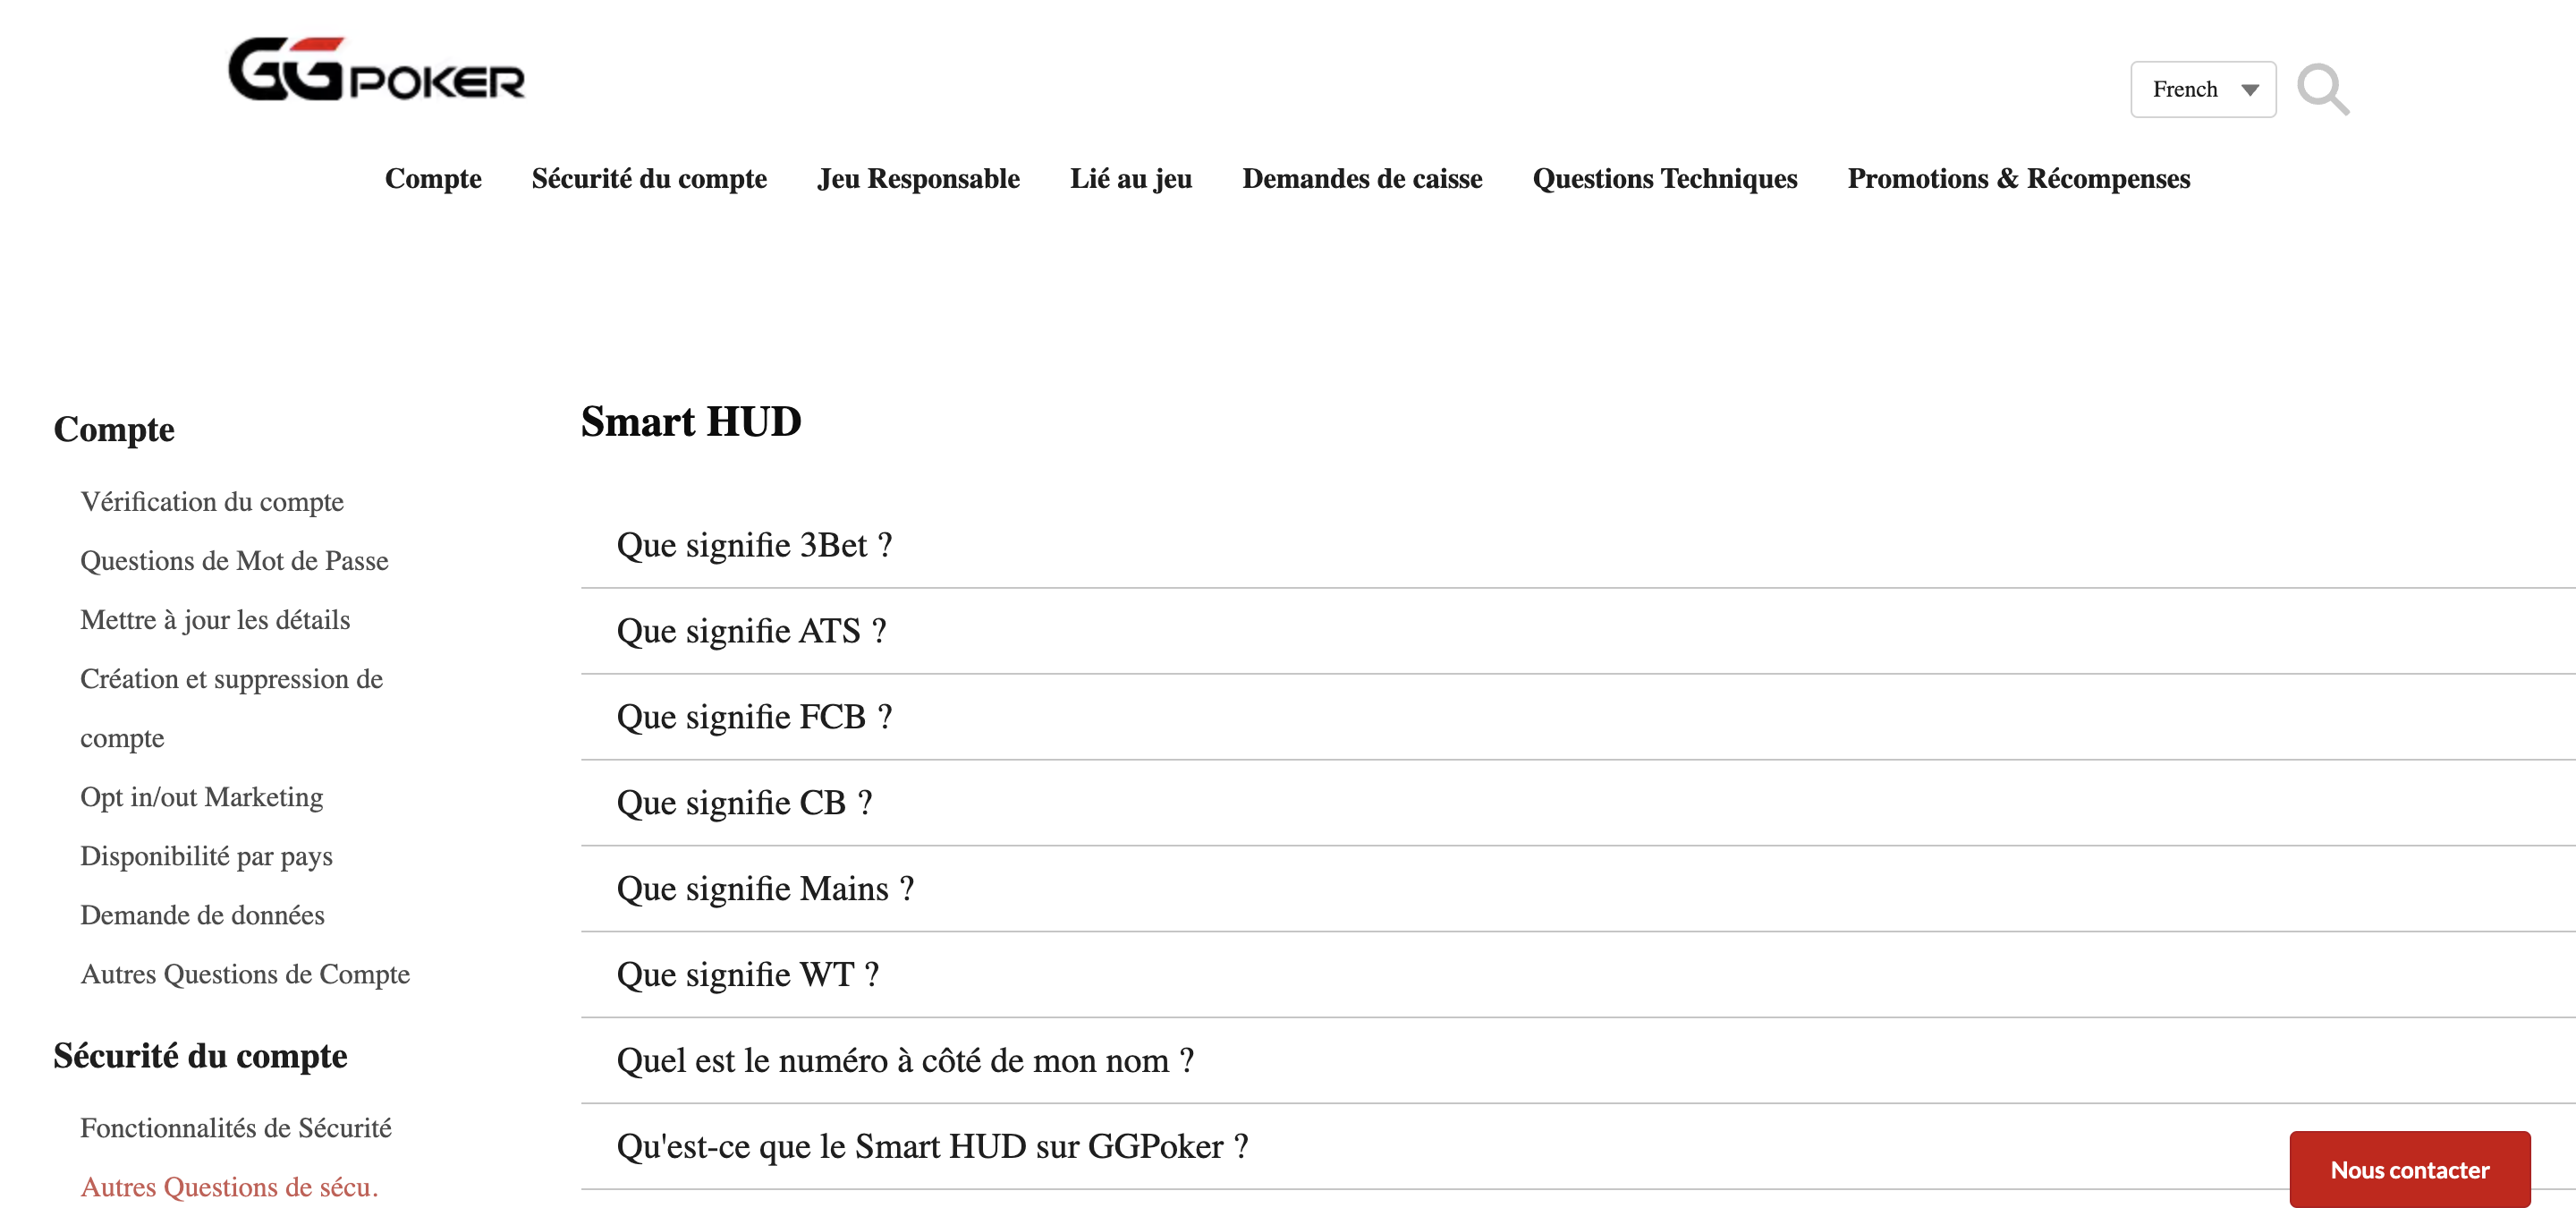 GGPOKER
French
Compte Sécurité du compte Jeu Responsable Lié au jeu Demandes de caisse Questions Techniques Promotions & Récompenses
Compte
Vérification du compte
Questions de Mot de Passe
Mettre à jour les détails
Création et suppression de
compte
Opt in/out Marketing
Disponibilité par pays
Demande de données
Autres Questions de Compte
Sécurité du compte
Fonctionnalités de Sécurité
Autres Questions de sécu.
Smart HUD
Que signifie 3Bet ?
Que signifie ATS ?
Que signifie FCB ?
Que signifie CB ?
Que signifie Mains ?
Que signifie WT ?
Quel est le numéro à côté de mon nom ?
Qu'est-ce que le Smart HUD sur GGPoker ?
Nous contacter